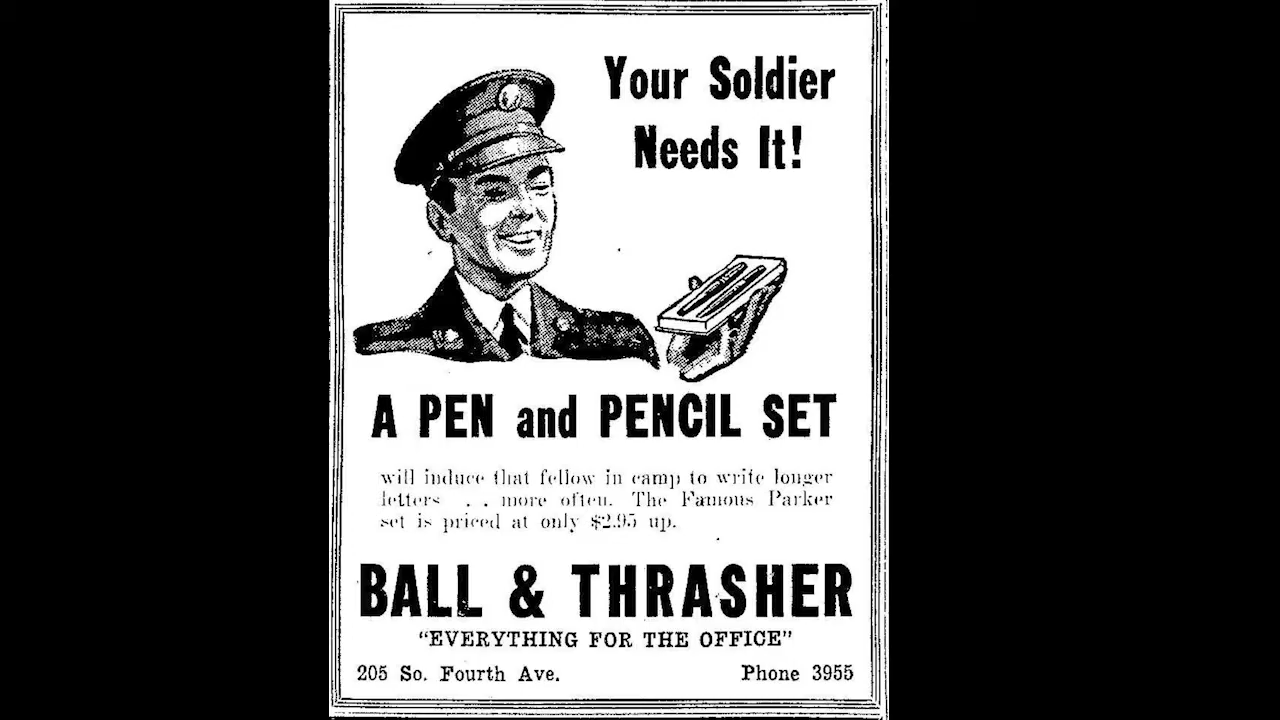 Your Soldier
Needs It!
A PEN and PENCIL SET
will induce that fellow in camp to write longer
letters . . more often. The Famous Parker
set is priced at only $2.95 up.
BALL & THRASHER
"EVERYTHING FOR THE OFFICE"
205 So. Fourth Ave. Phone 3955